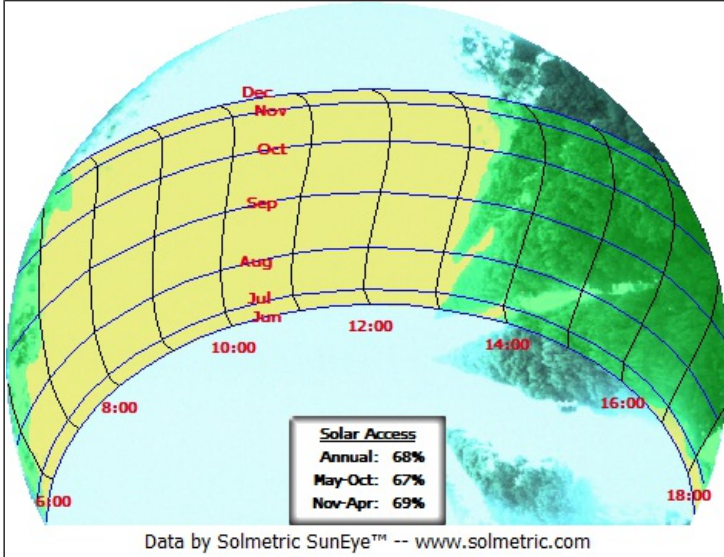 Dec
Nov
Oct
Sep
Aug
Jul
Jun
12:00
10:00
14:00
8:00
16:00
6:00
18:00
Solar Access
Annual: 68%
May-Oct: 67%
Nov-Apr: 69%
Data by Solmetric SunEye™ -- www.solmetric.com